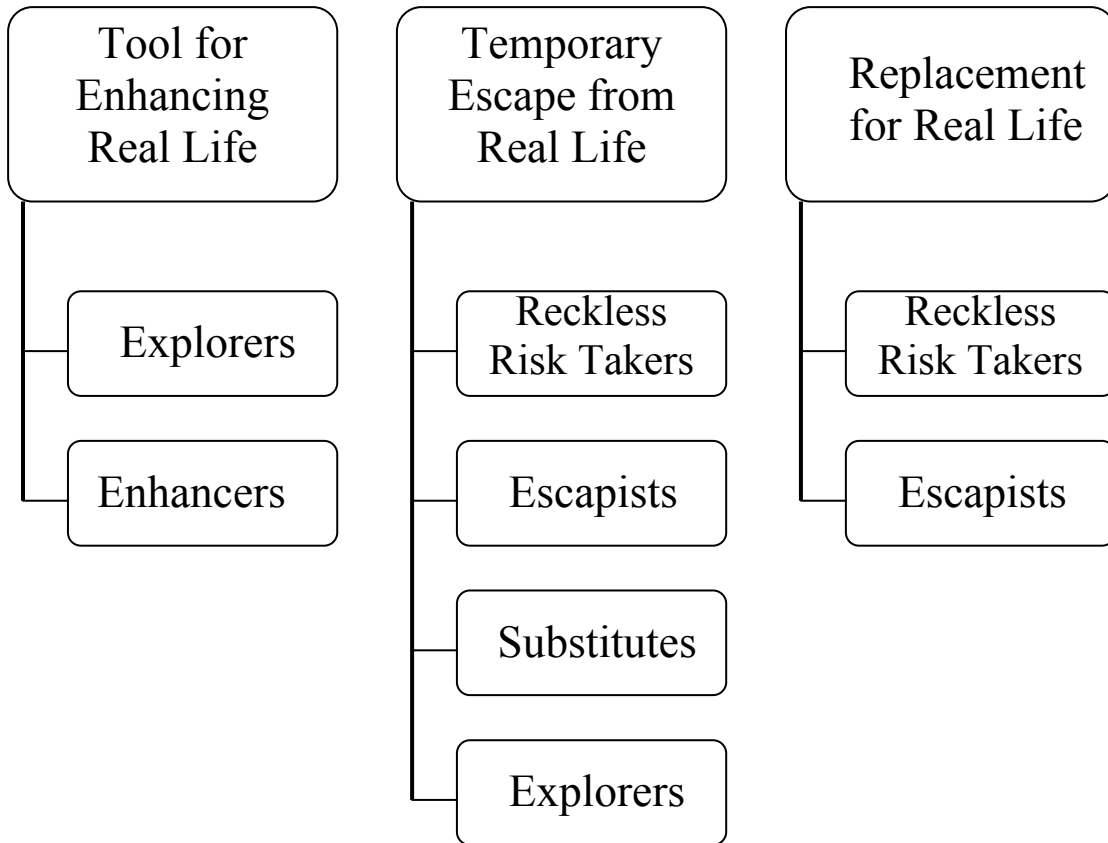 Tool for
Enhancing
Real Life
Explorers
Enhancers
Temporary
Escape from
Real Life
Reckless
Risk Takers
Escapists
Substitutes
Explorers
Replacement
for Real Life
Reckless
Risk Takers
Escapists